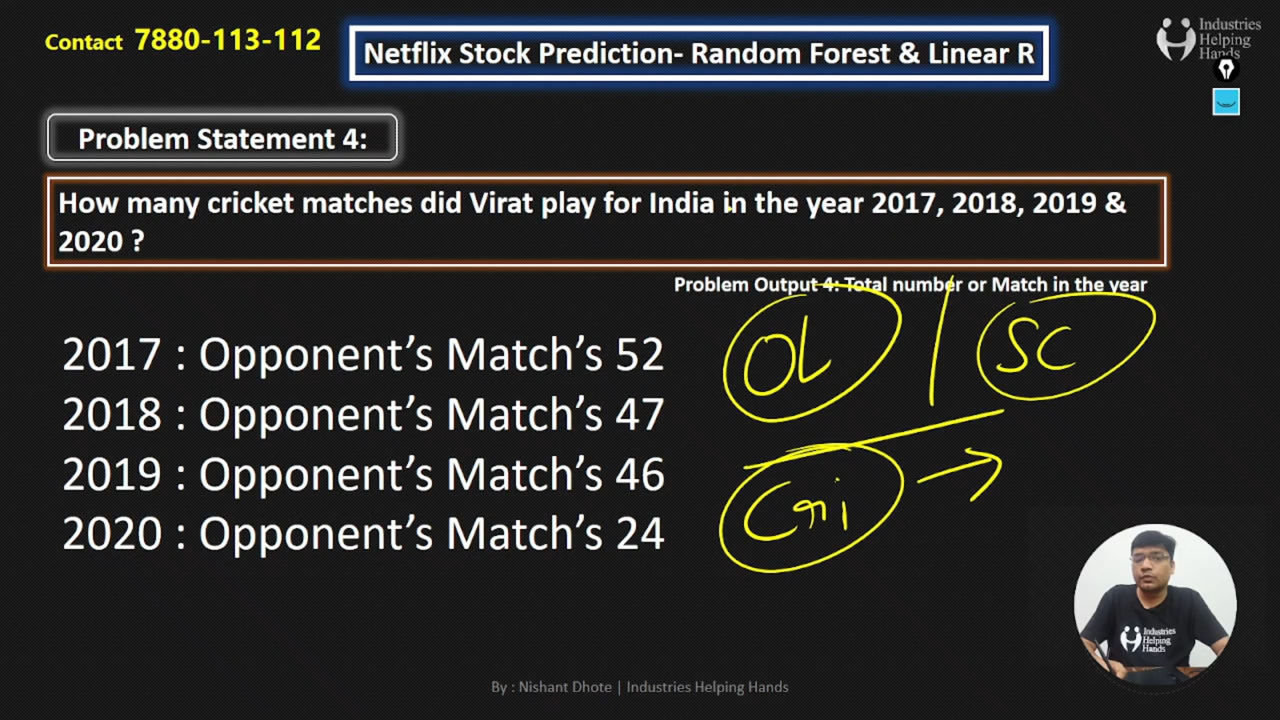 Contact 7880-113-112
Netflix Stock Prediction- Random Forest & Linear R
Industries
Helping
Hands
Problem Statement 4:
How many cricket matches did Virat play for India in the year 2017, 2018, 2019 &
2020 ?
Problem Output 4: Total number or Match in the year
2017 : Opponent’s Match’s 52
2018 : Opponent’s Match’s 47
2019 : Opponent’s Match’s 46
2020 : Opponent’s Match’s 24
OL
SC
Cri
Industries
Helping
Hands
By : Nishant Dhote | Industries Helping Hands